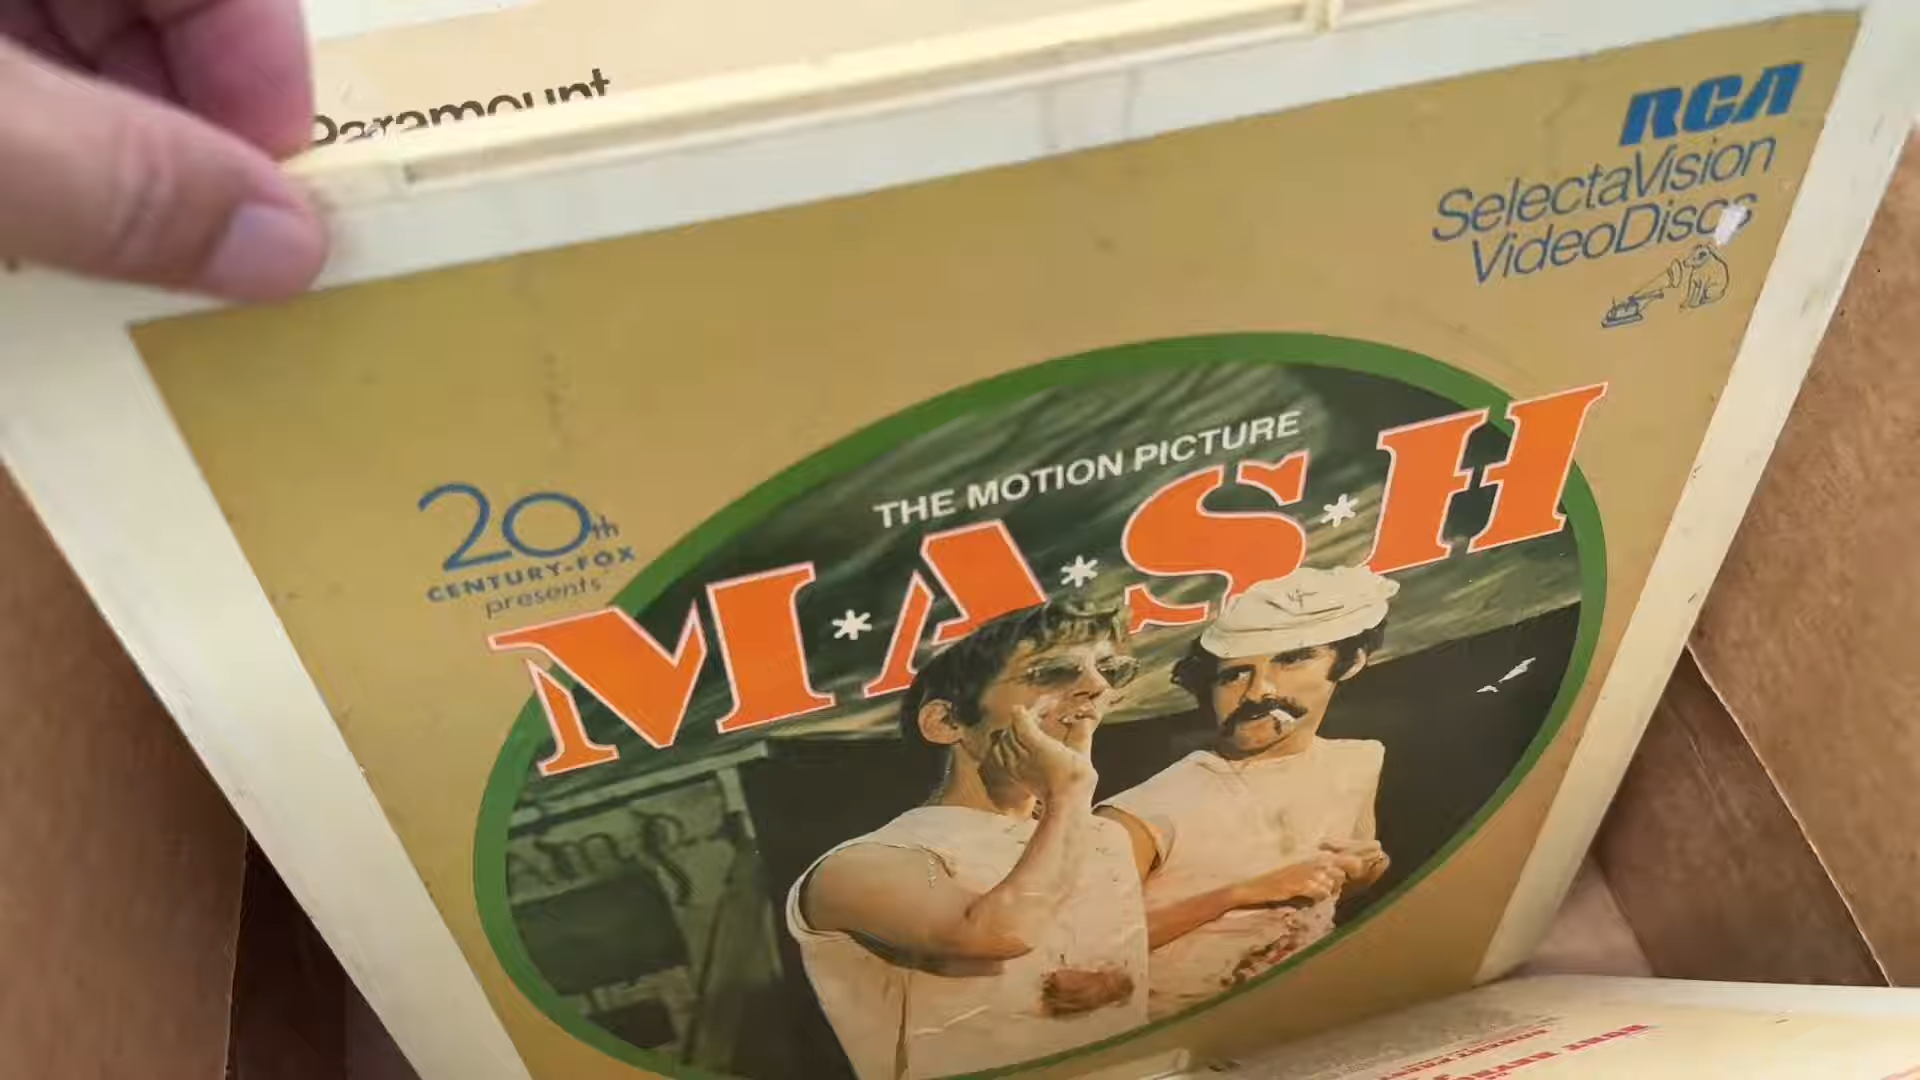 Paramount
RCA
SelectaVision
VideoDiscs
20th
CENTURY-FOX
presents
THE MOTION PICTURE
M*A*S*H